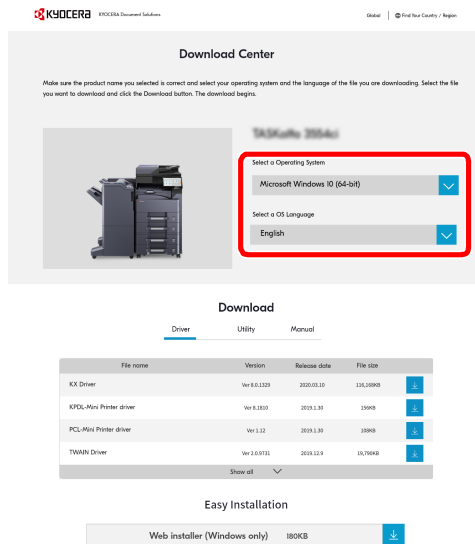 KYOCERA KYOCERA Document Solutions
Global Find Your Country / Region
Download Center
Make sure the product name you selected is correct and select your operating system and the language of the file you are downloading. Select the file
you want to download and click the Download button. The download begins.
Select a Operating System
Microsoft Windows 10 (64-bit)
Select a OS Language
English
Download
Driver Utility Manual
File name Version Release date File size
KX Driver Ver 8.0.1329 2020.03.10 116,168KB
KPDL-Mini Printer driver Ver 8.1810 2019.1.30 156KB
PCL-Mini Printer driver Ver 1.12 2019.1.30 108KB
TWAIN Driver Ver 2.0.9731 2019.12.9 19,790KB
Show all
Easy Installation
Web installer (Windows only) 180KB